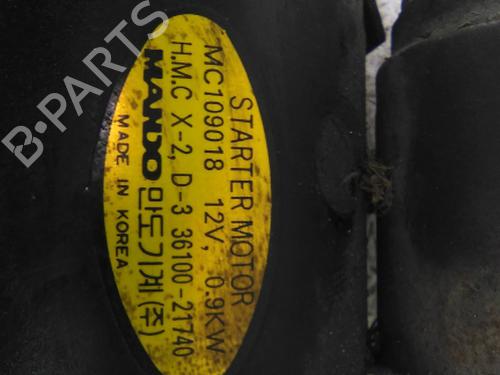 STARTER MOTOR
MC109018 12V, 0.9KW
H.M.C X-2, D-3 36100-21740
MANDO 만도기계(주)
MADE IN KOREA
B-PARTS